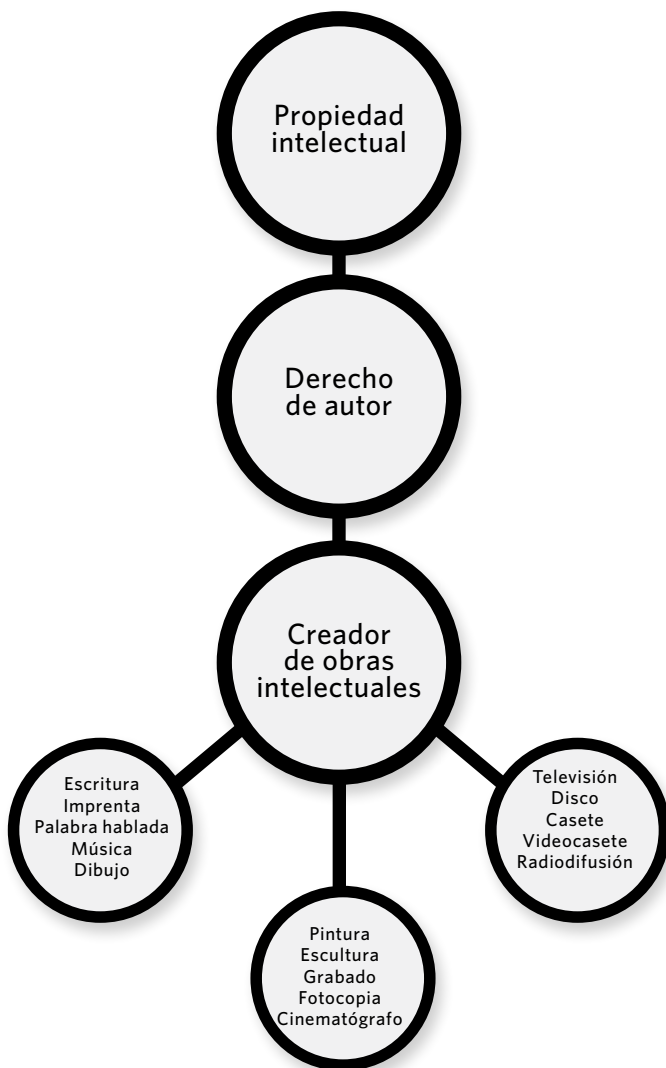 Propiedad
intelectual
Derecho
de autor
Creador
de obras
intelectuales
Escritura
Imprenta
Palabra hablada
Música
Dibujo
Pintura
Escultura
Grabado
Fotocopia
Cinematógrafo
Televisión
Disco
Casete
Videocasete
Radiodifusión